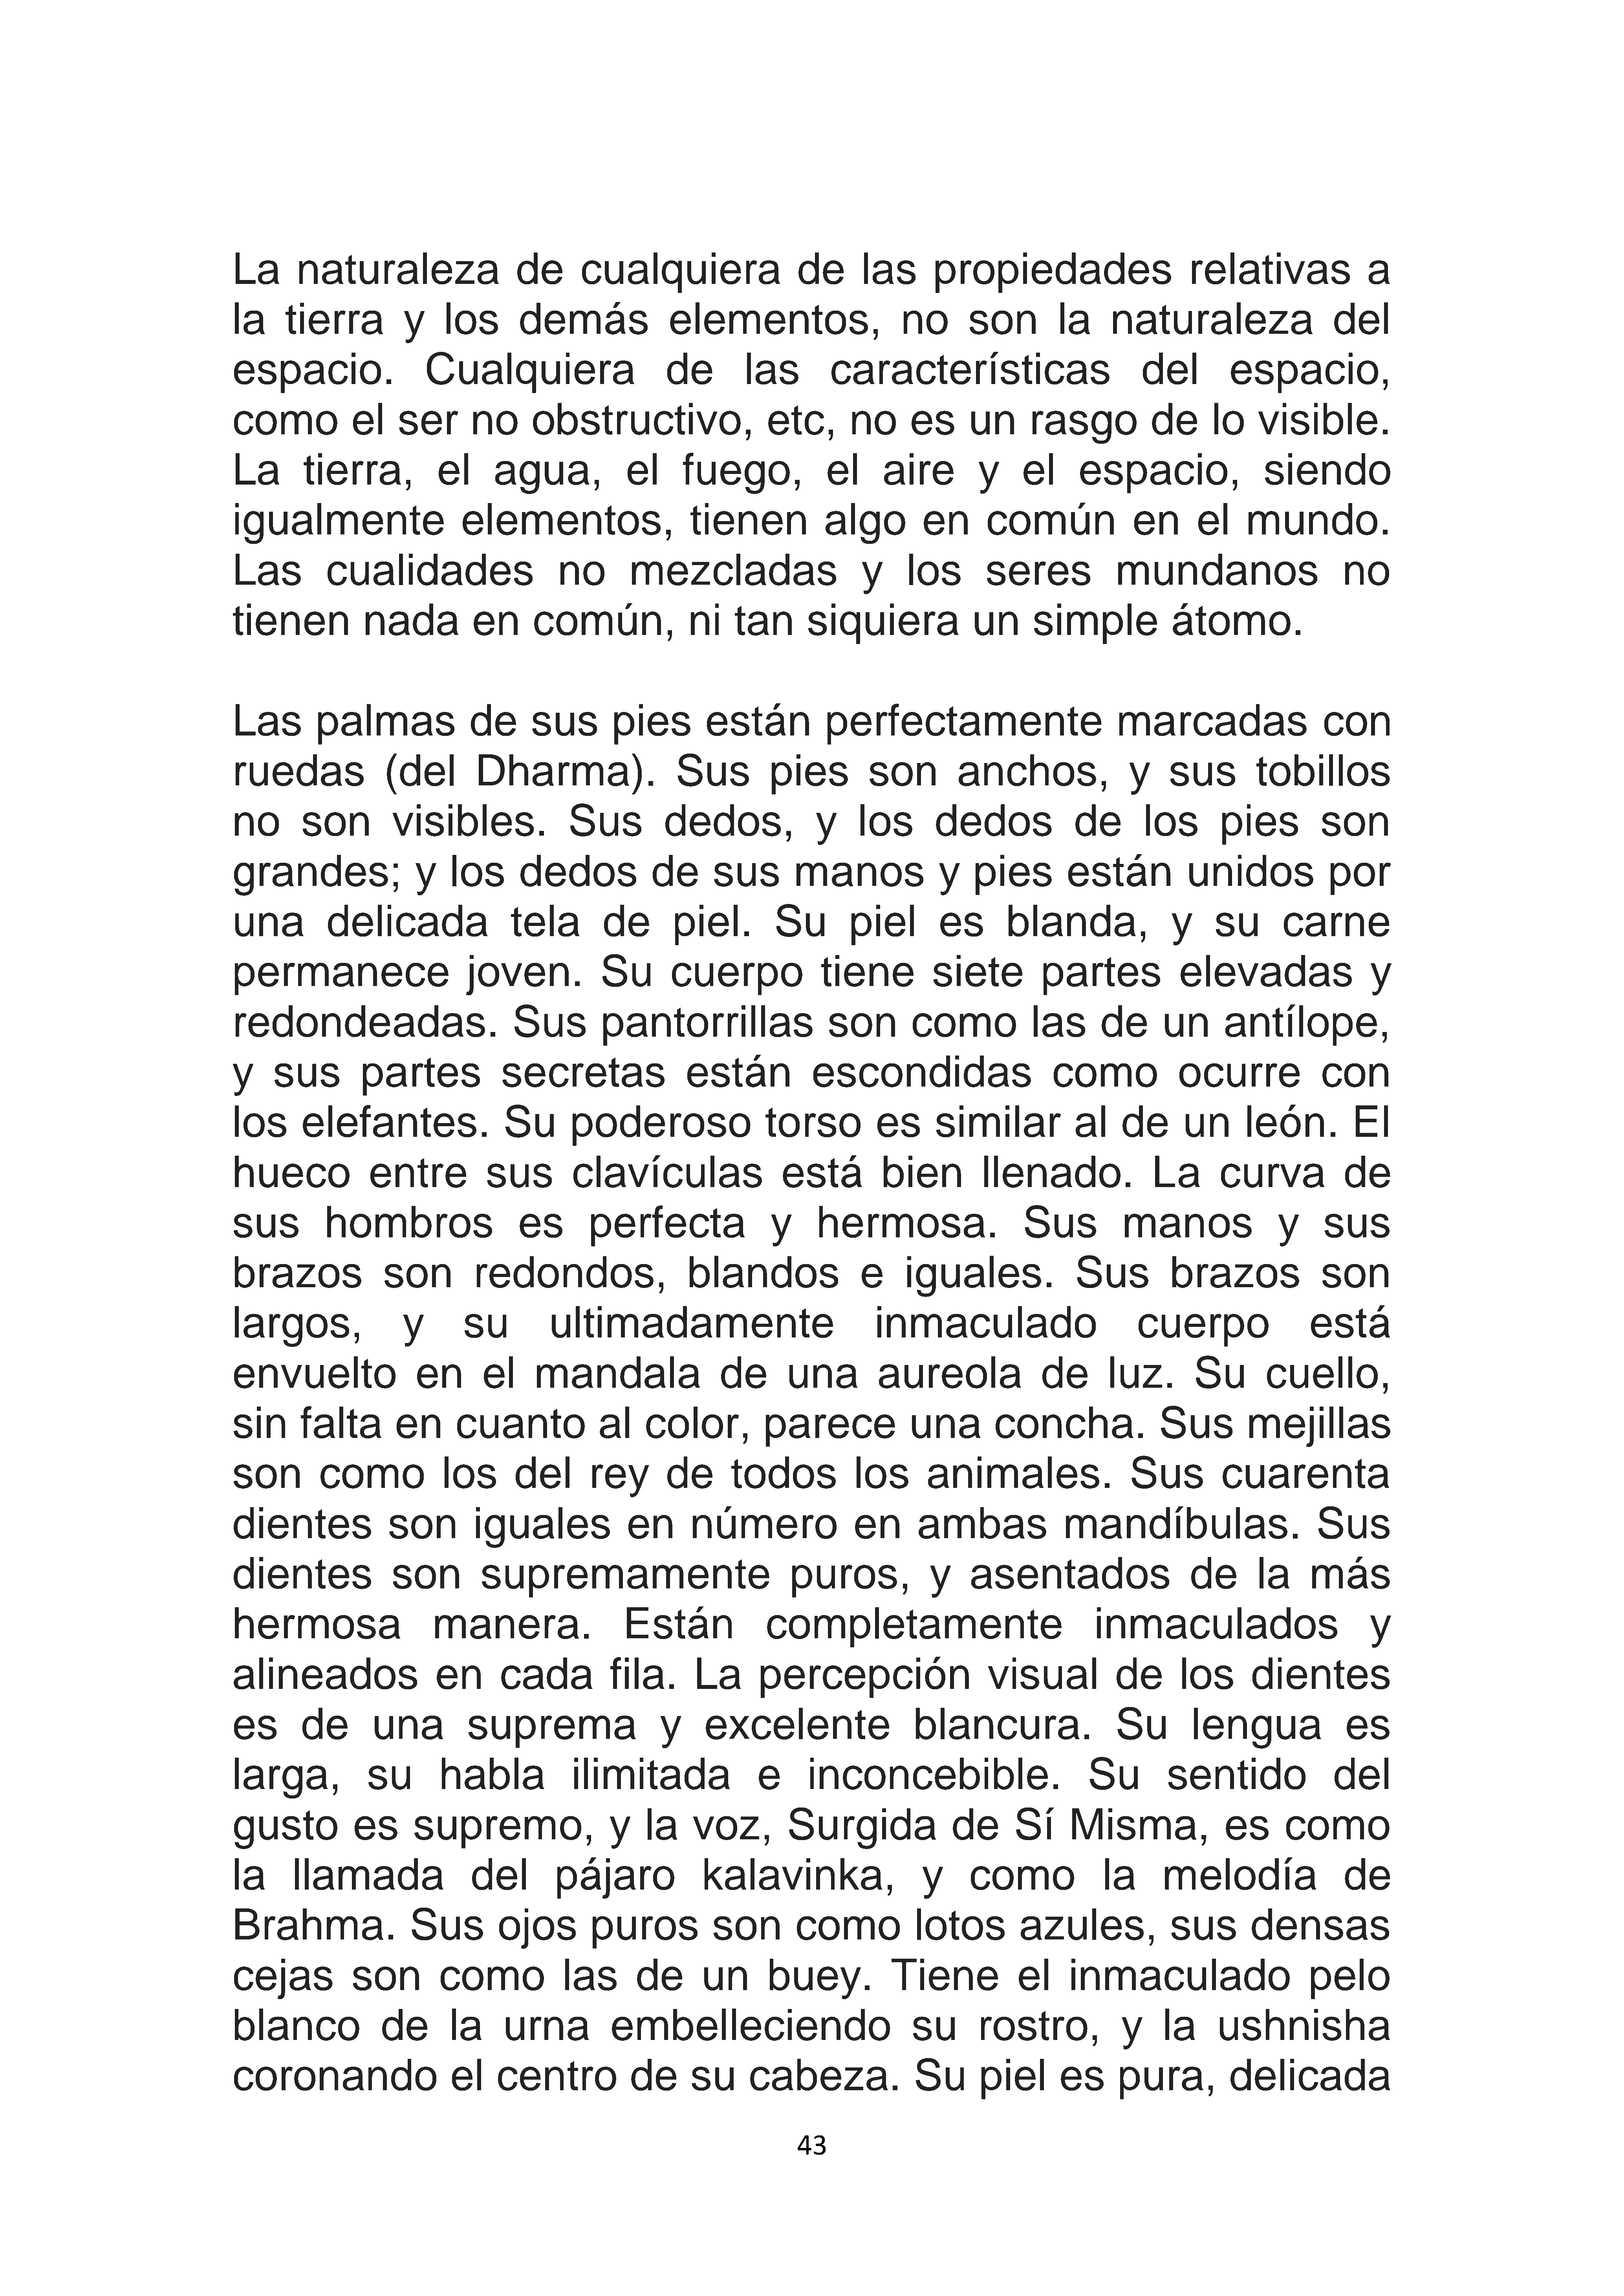 La naturaleza de cualquiera de las propiedades relativas a
la tierra y los demás elementos, no son la naturaleza del
espacio. Cualquiera de las características del espacio,
como el ser no obstructivo, etc, no es un rasgo de lo visible.
La tierra, el agua, el fuego, el aire y el espacio, siendo
igualmente elementos, tienen algo en común en el mundo.
Las cualidades no mezcladas y los seres mundanos no
tienen nada en común, ni tan siquiera un simple átomo.
Las palmas de sus pies están perfectamente marcadas con
ruedas (del Dharma). Sus pies son anchos, y sus tobillos
no son visibles. Sus dedos, y los dedos de los pies son
grandes; y los dedos de sus manos y pies están unidos por
una delicada tela de piel. Su piel es blanda, y su carne
permanece joven. Su cuerpo tiene siete partes elevadas y
redondeadas. Sus pantorrillas son como las de un antílope,
y sus partes secretas están escondidas como ocurre con
los elefantes. Su poderoso torso es similar al de un león. El
hueco entre sus clavículas está bien llenado. La curva de
sus hombros es perfecta y hermosa. Sus manos y sus
brazos son redondos, blandos e iguales. Sus brazos son
largos, y su ultimadamente inmaculado cuerpo está
envuelto en el mandala de una aureola de luz. Su cuello,
sin falta en cuanto al color, parece una concha. Sus mejillas
son como los del rey de todos los animales. Sus cuarenta
dientes son iguales en número en ambas mandíbulas. Sus
dientes son supremamente puros, y asentados de la más
hermosa manera. Están completamente inmaculados y
alineados en cada fila. La percepción visual de los dientes
es de una suprema y excelente blancura. Su lengua es
larga, su habla ilimitada e inconcebible. Su sentido del
gusto es supremo, y la voz, Surgida de Sí Misma, es como
la llamada del pájaro kalavinka, y como la melodía de
Brahma. Sus ojos puros son como lotos azules, sus densas
cejas son como las de un buey. Tiene el inmaculado pelo
blanco de la urna embelleciendo su rostro, y la ushnisha
coronando el centro de su cabeza. Su piel es pura, delicada
43